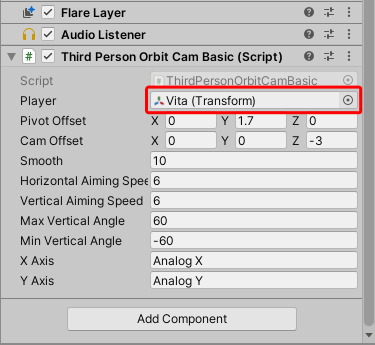 Flare Layer
Audio Listener
# Third Person Orbit Cam Basic (Script)
Script ThirdPersonOrbitCamBasic
Player Vita (Transform)
Pivot Offset X 0 Y 1.7 Z 0
Cam Offset X 0 Y 0 Z -3
Smooth 10
Horizontal Aiming Spee 6
Vertical Aiming Speed 6
Max Vertical Angle 60
Min Vertical Angle -60
X Axis Analog X
Y Axis Analog Y
Add Component